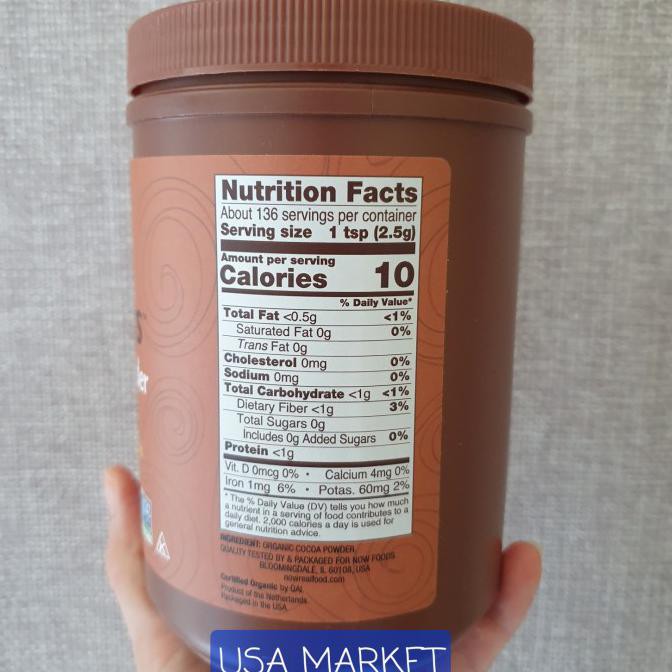 Nutrition Facts
About 136 servings per container
Serving size 1 tsp (2.5g)
Amount per serving
Calories 10
% Daily Value*
Total Fat <0.5g <1%
Saturated Fat 0g 0%
Trans Fat 0g
Cholesterol 0mg 0%
Sodium 0mg 0%
Total Carbohydrate <1g <1%
Dietary Fiber <1g 3%
Total Sugars 0g
Includes 0g Added Sugars 0%
Protein <1g
Vit. D 0mcg 0% • Calcium 4mg 0%
Iron 1mg 6% • Potas. 60mg 2%
* The % Daily Value (DV) tells you how much
a nutrient in a serving of food contributes to a
daily diet. 2,000 calories a day is used for
general nutrition advice.
INGREDIENT: ORGANIC COCOA POWDER.
QUALITY TESTED BY & PACKAGED FOR NOW FOODS
BLOOMINGDALE, IL 60108, USA
nowrealfood.com
Certified Organic by QAI.
Product of the Netherlands.
Packaged in the USA.
USA MARKET